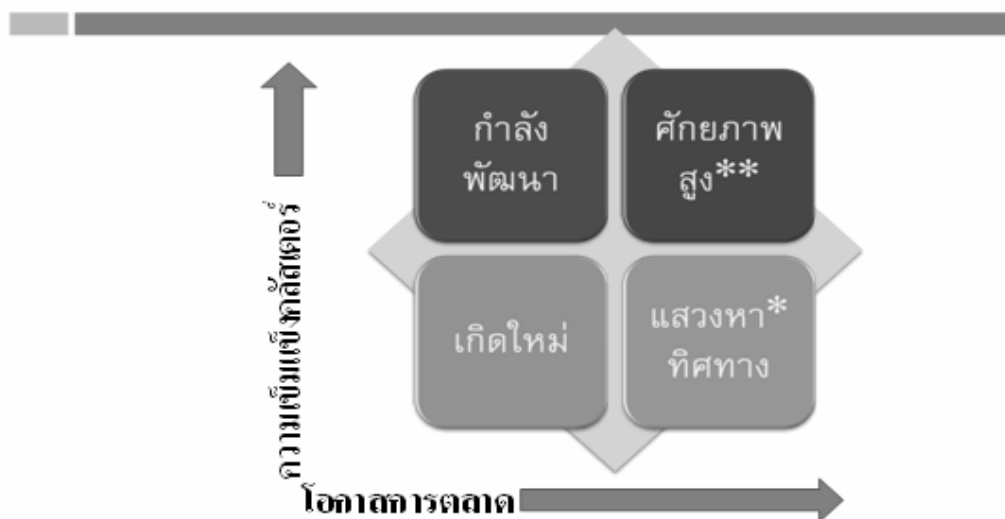 กำลัง
พัฒนา
ศักยภาพ
สูง**
ความเข้มแข็งคลัสเตอร์
เกิดใหม่
แสวงหา*
ทิศทาง
โอกาสการตลาด